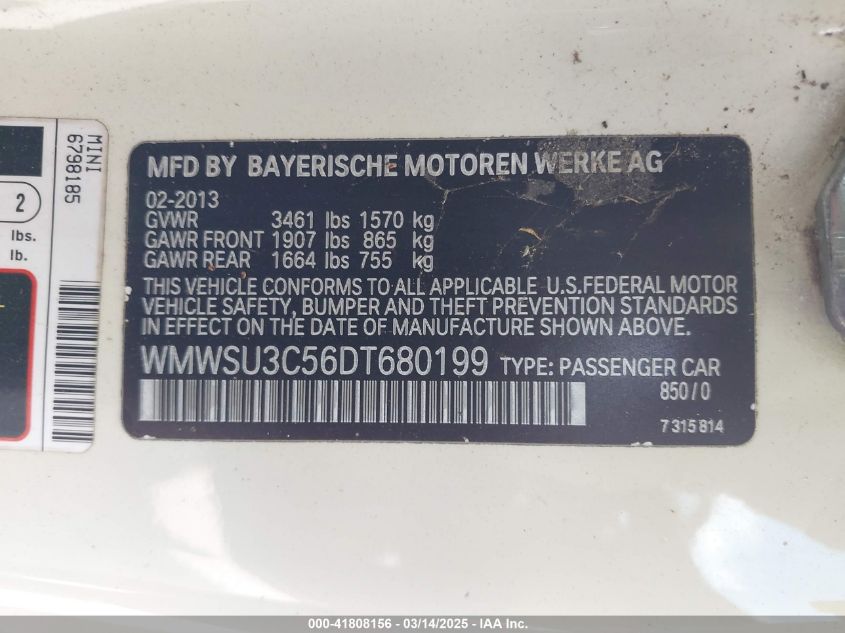 MINI
6798185
2
lbs.
lb.
MFD BY BAYERISCHE MOTOREN WERKE AG
02-2013
GVWR 3461 lbs 1570 kg
GAWR FRONT 1907 lbs 865 kg
GAWR REAR 1664 lbs 755 kg
THIS VEHICLE CONFORMS TO ALL APPLICABLE U.S.FEDERAL MOTOR
VEHICLE SAFETY, BUMPER AND THEFT PREVENTION STANDARDS
IN EFFECT ON THE DATE OF MANUFACTURE SHOWN ABOVE.
WMWSU3C56DT680199 TYPE: PASSENGER CAR
850/0
7315814
000-41808156 - 03/14/2025 - IAA Inc.